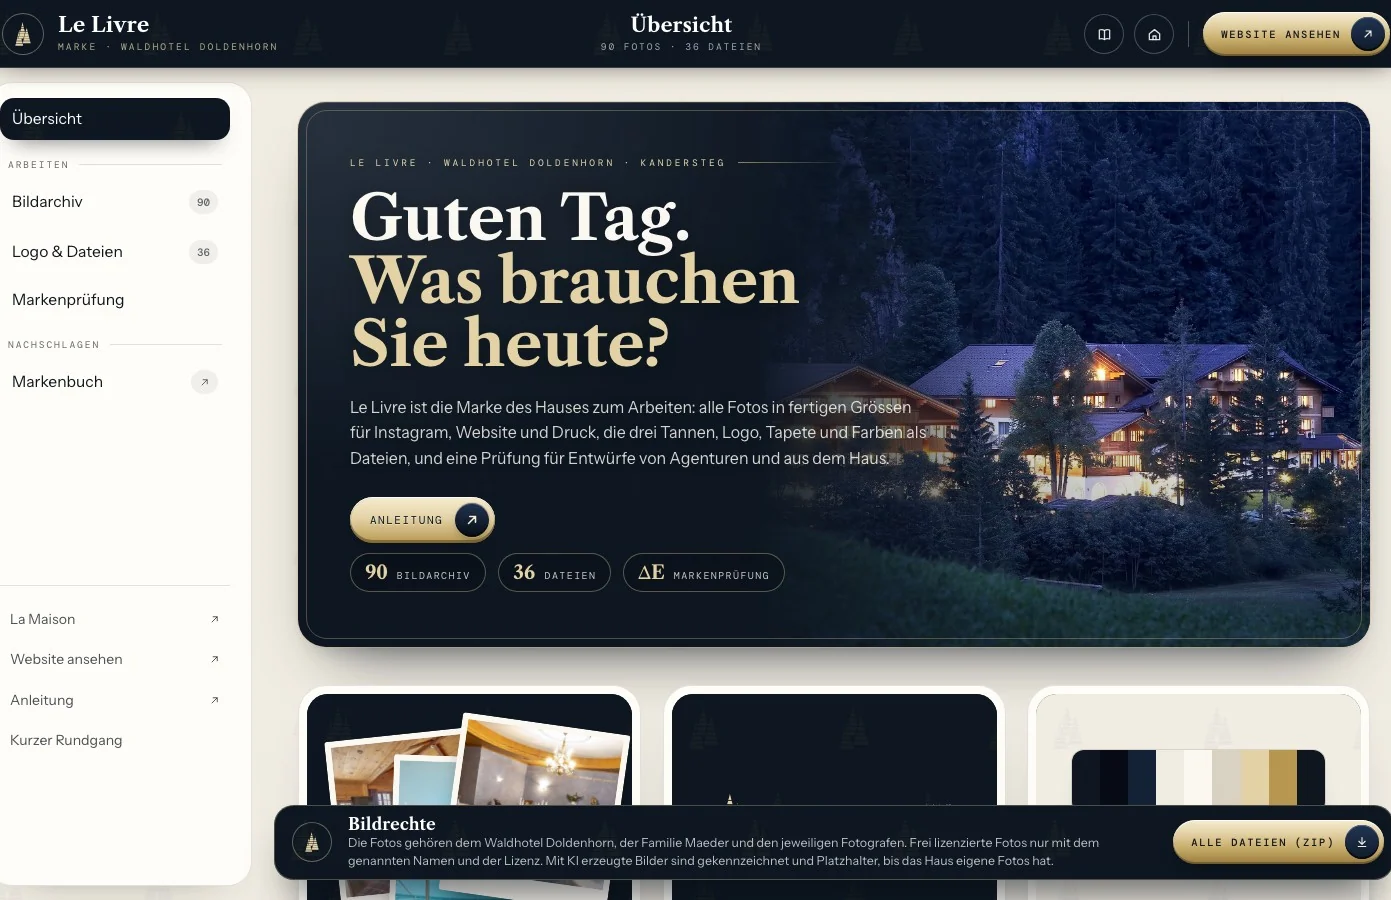 Le Livre
MARKE · WALDHOTEL DOLDENHORN
Übersicht
90 FOTOS · 36 DATEIEN
WEBSITE ANSEHEN
Übersicht
ARBEITEN
Bildarchiv 90
Logo & Dateien 36
Markenprüfung
NACHSCHLAGEN
Markenbuch
La Maison
Website ansehen
Anleitung
Kurzer Rundgang
LE LIVRE · WALDHOTEL DOLDENHORN · KANDERSTEG
Guten Tag.
Was brauchen
Sie heute?
Le Livre ist die Marke des Hauses zum Arbeiten: alle Fotos in fertigen Grössen
für Instagram, Website und Druck, die drei Tannen, Logo, Tapete und Farben als
Dateien, und eine Prüfung für Entwürfe von Agenturen und aus dem Haus.
ANLEITUNG
90 BILDARCHIV
36 DATEIEN
ΔE MARKENPRÜFUNG
Bildrechte
Die Fotos gehören dem Waldhotel Doldenhorn, der Familie Maeder und den jeweiligen Fotografen. Frei lizenzierte Fotos nur mit dem
genannten Namen und der Lizenz. Mit KI erzeugte Bilder sind gekennzeichnet und Platzhalter, bis das Haus eigene Fotos hat.
ALLE DATEIEN (ZIP)